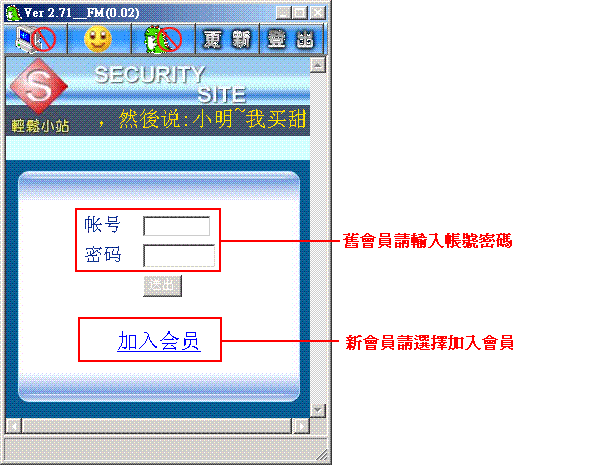 Ver 2.71__FM(0.02)
更新 登出
SECURITY
SITE
S
輕鬆小站
，然後说:小明~我买甜
帐号
密码
送出
加入会员
舊會員請輸入帳號密碼
新會員請選擇加入會員